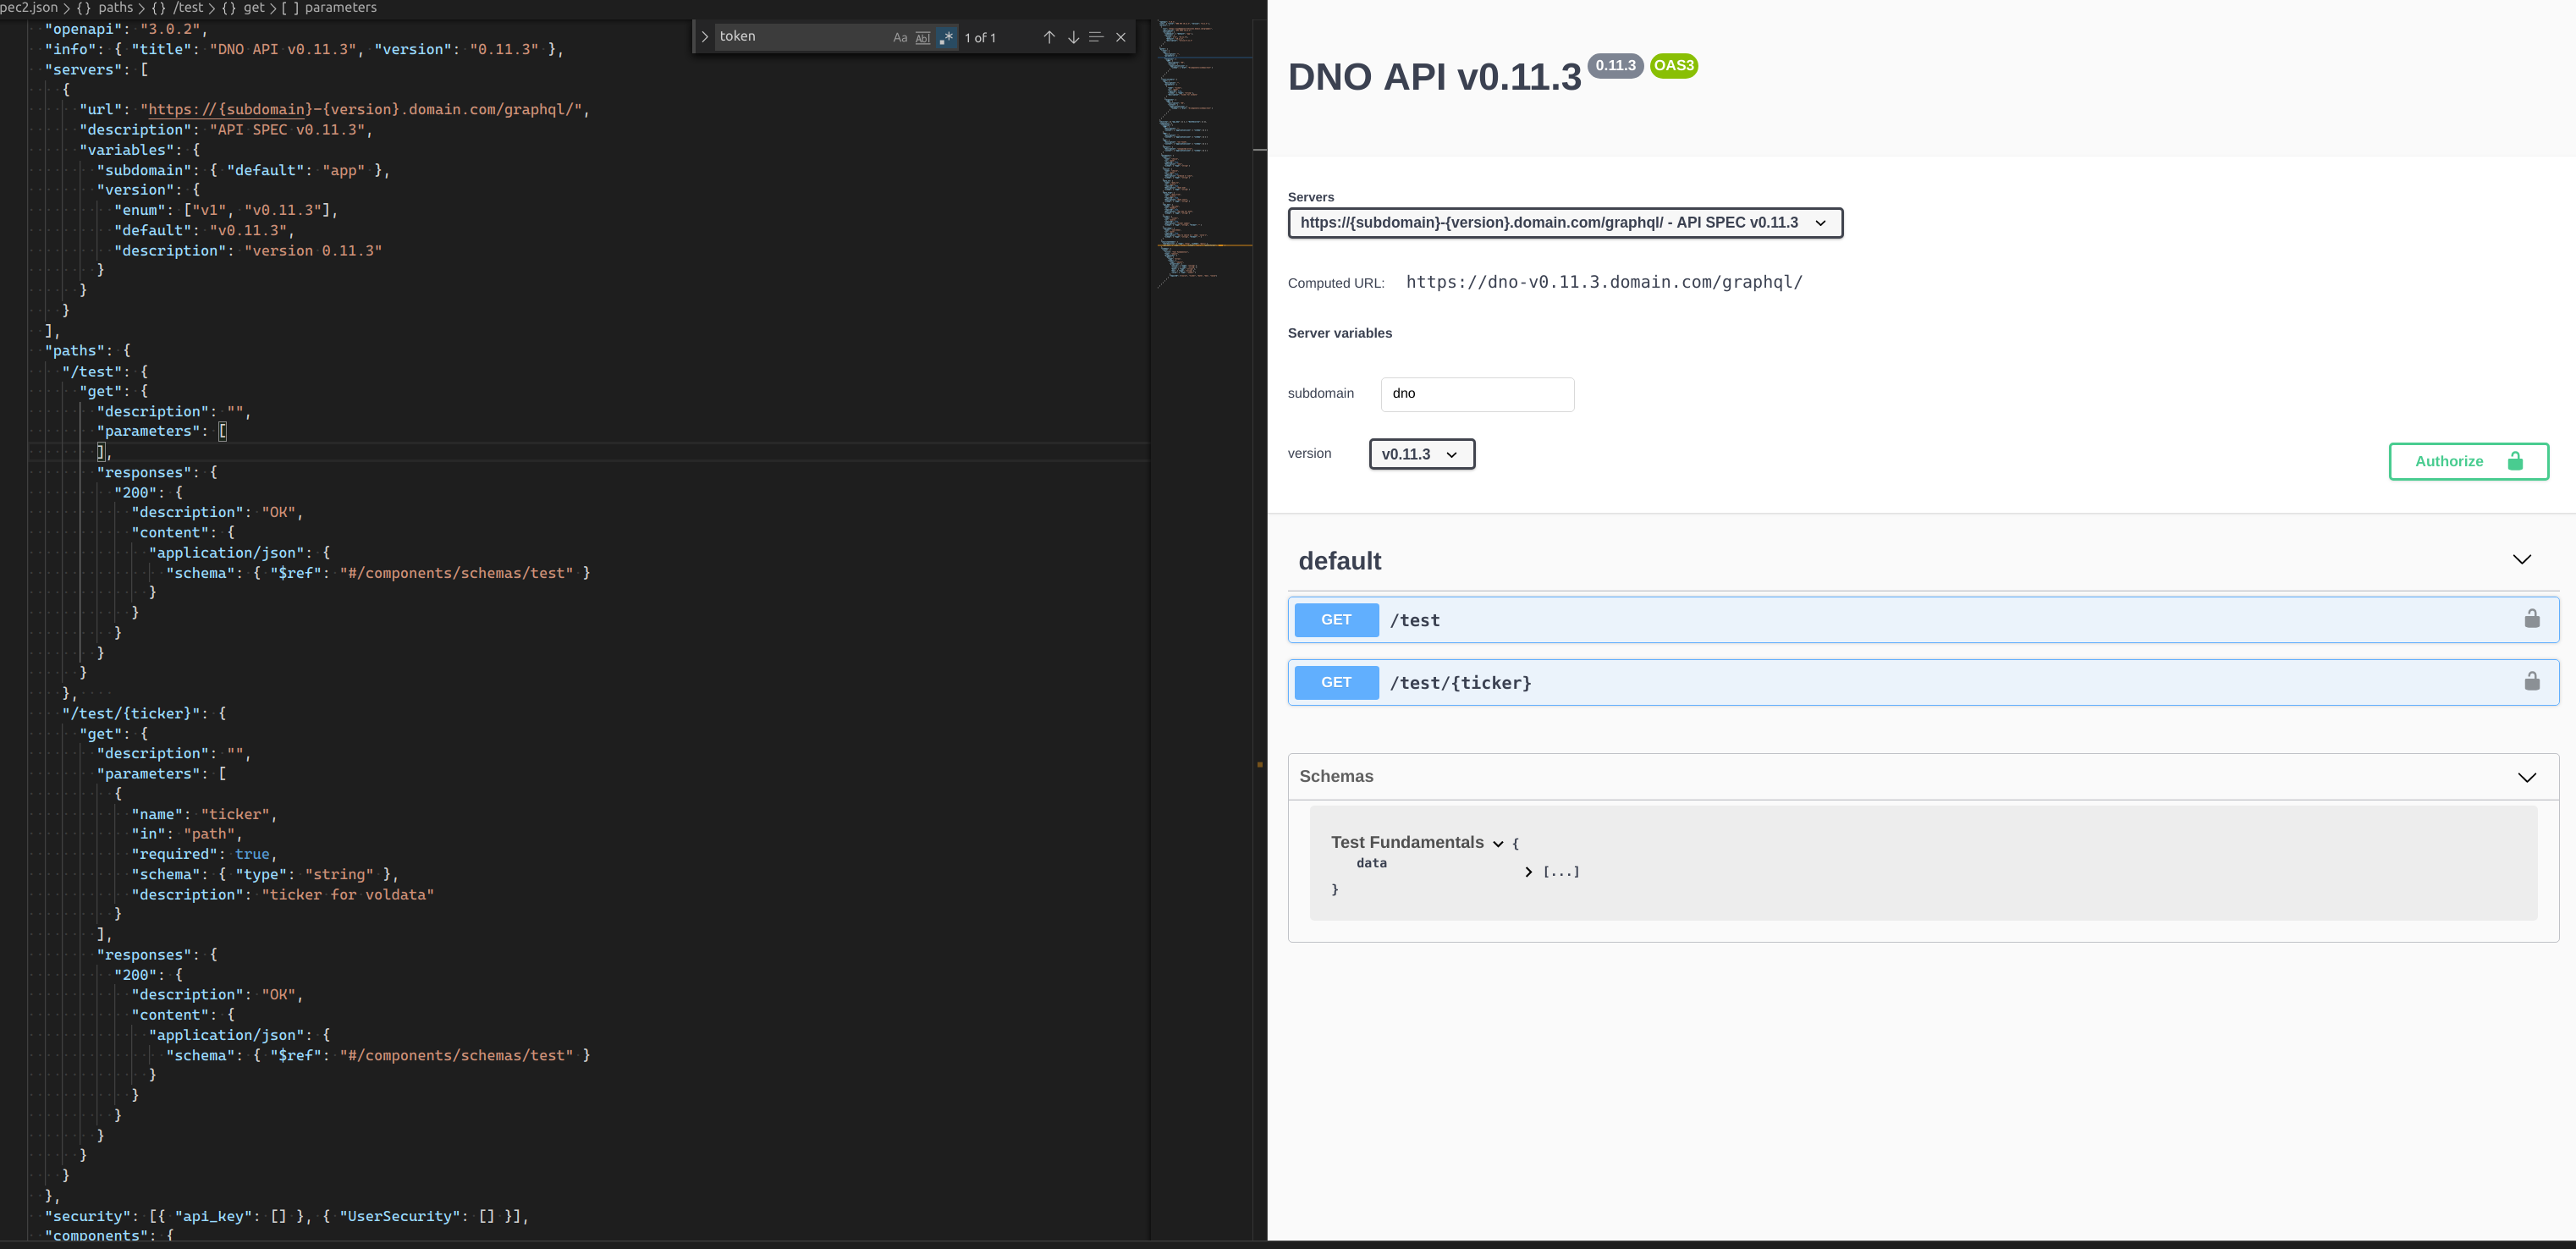 pec2.json > {} paths > {} /test > {} get > [ ] parameters
"openapi": "3.0.2",
"info": { "title": "DNO API v0.11.3", "version": "0.11.3" },
"servers": [
{
"url": "https://{subdomain}-{version}.domain.com/graphql/",
"description": "API SPEC v0.11.3",
"variables": {
"subdomain": { "default": "app" },
"version": {
"enum": ["v1", "v0.11.3"],
"default": "v0.11.3",
"description": "version 0.11.3"
}
}
}
],
"paths": {
"/test": {
"get": {
"description": "",
"parameters": [
],
"responses": {
"200": {
"description": "OK",
"content": {
"application/json": {
"schema": { "$ref": "#/components/schemas/test" }
}
}
}
}
}
},
"/test/{ticker}": {
"get": {
"description": "",
"parameters": [
{
"name": "ticker",
"in": "path",
"required": true,
"schema": { "type": "string" },
"description": "ticker for voldata"
}
],
"responses": {
"200": {
"description": "OK",
"content": {
"application/json": {
"schema": { "$ref": "#/components/schemas/test" }
}
}
}
}
}
}
},
"security": [{ "api_key": [] }, { "UserSecurity": [] }],
"components": {
token Aa Abl .* 1 of 1
DNO API v0.11.3 0.11.3 OAS3
Servers
https://{subdomain}-{version}.domain.com/graphql/ - API SPEC v0.11.3
Computed URL: https://dno-v0.11.3.domain.com/graphql/
Server variables
subdomain dno
version v0.11.3
Authorize
default
GET /test
GET /test/{ticker}
Schemas
Test Fundamentals {
data
[...]
}